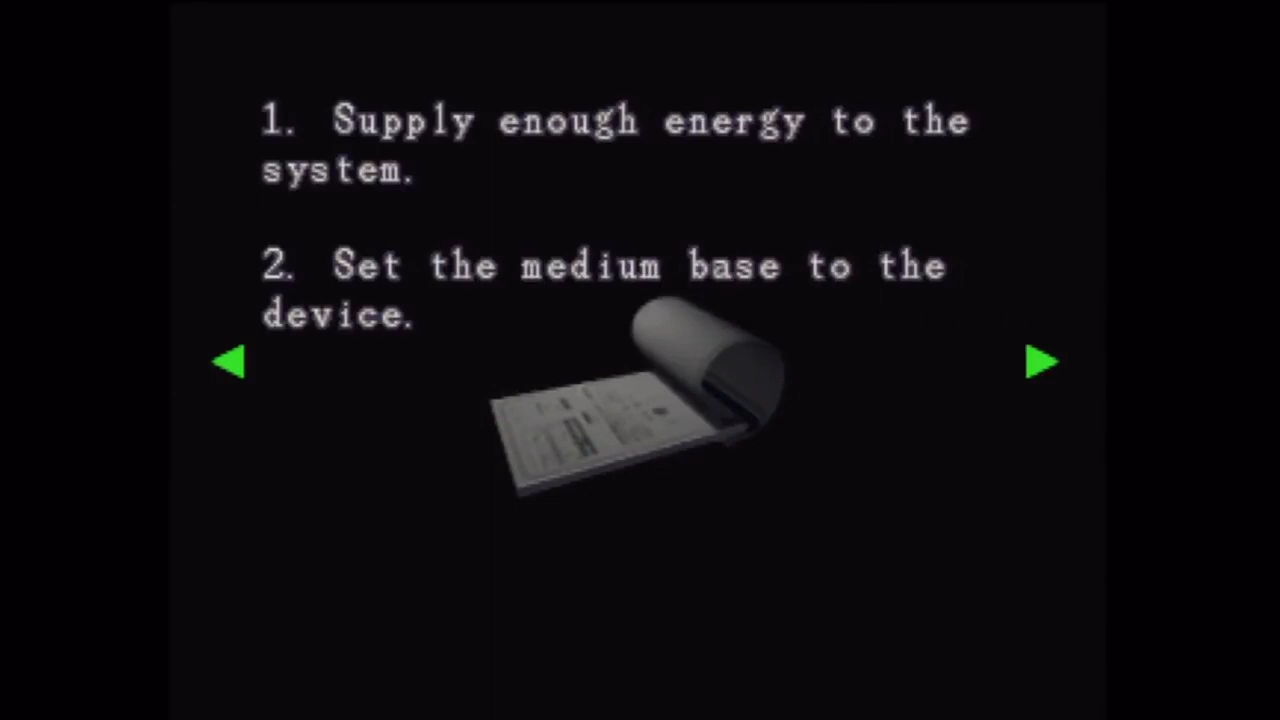 1. Supply enough energy to the
system.
2. Set the medium base to the
device.